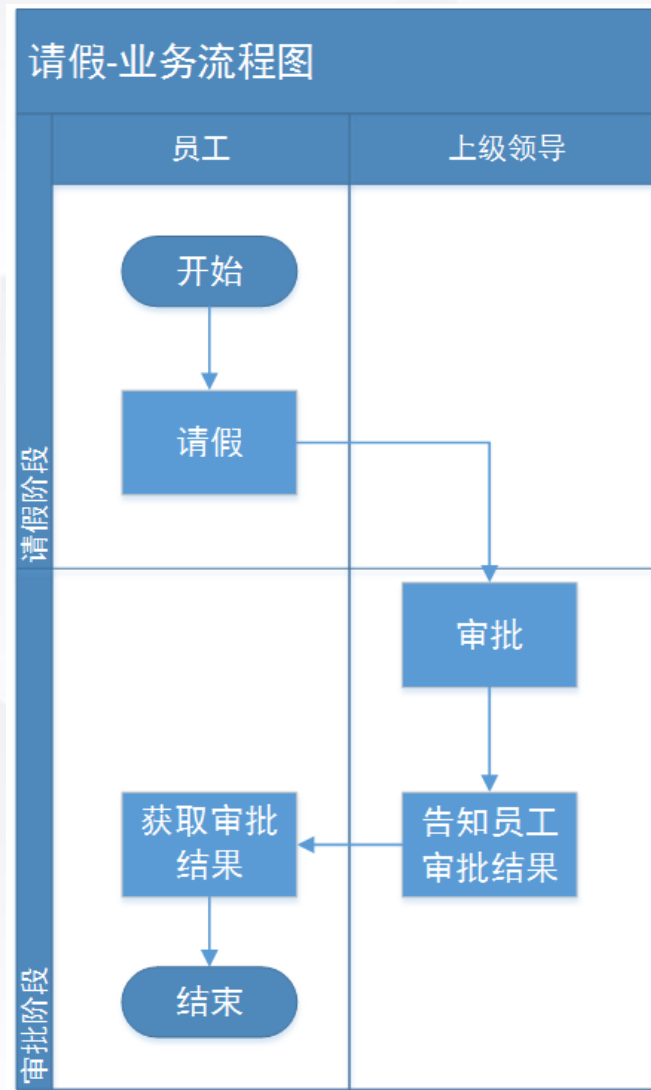 请假-业务流程图
员工
上级领导
请假阶段
开始
请假
审批阶段
审批
告知员工
审批结果
获取审批
结果
结束